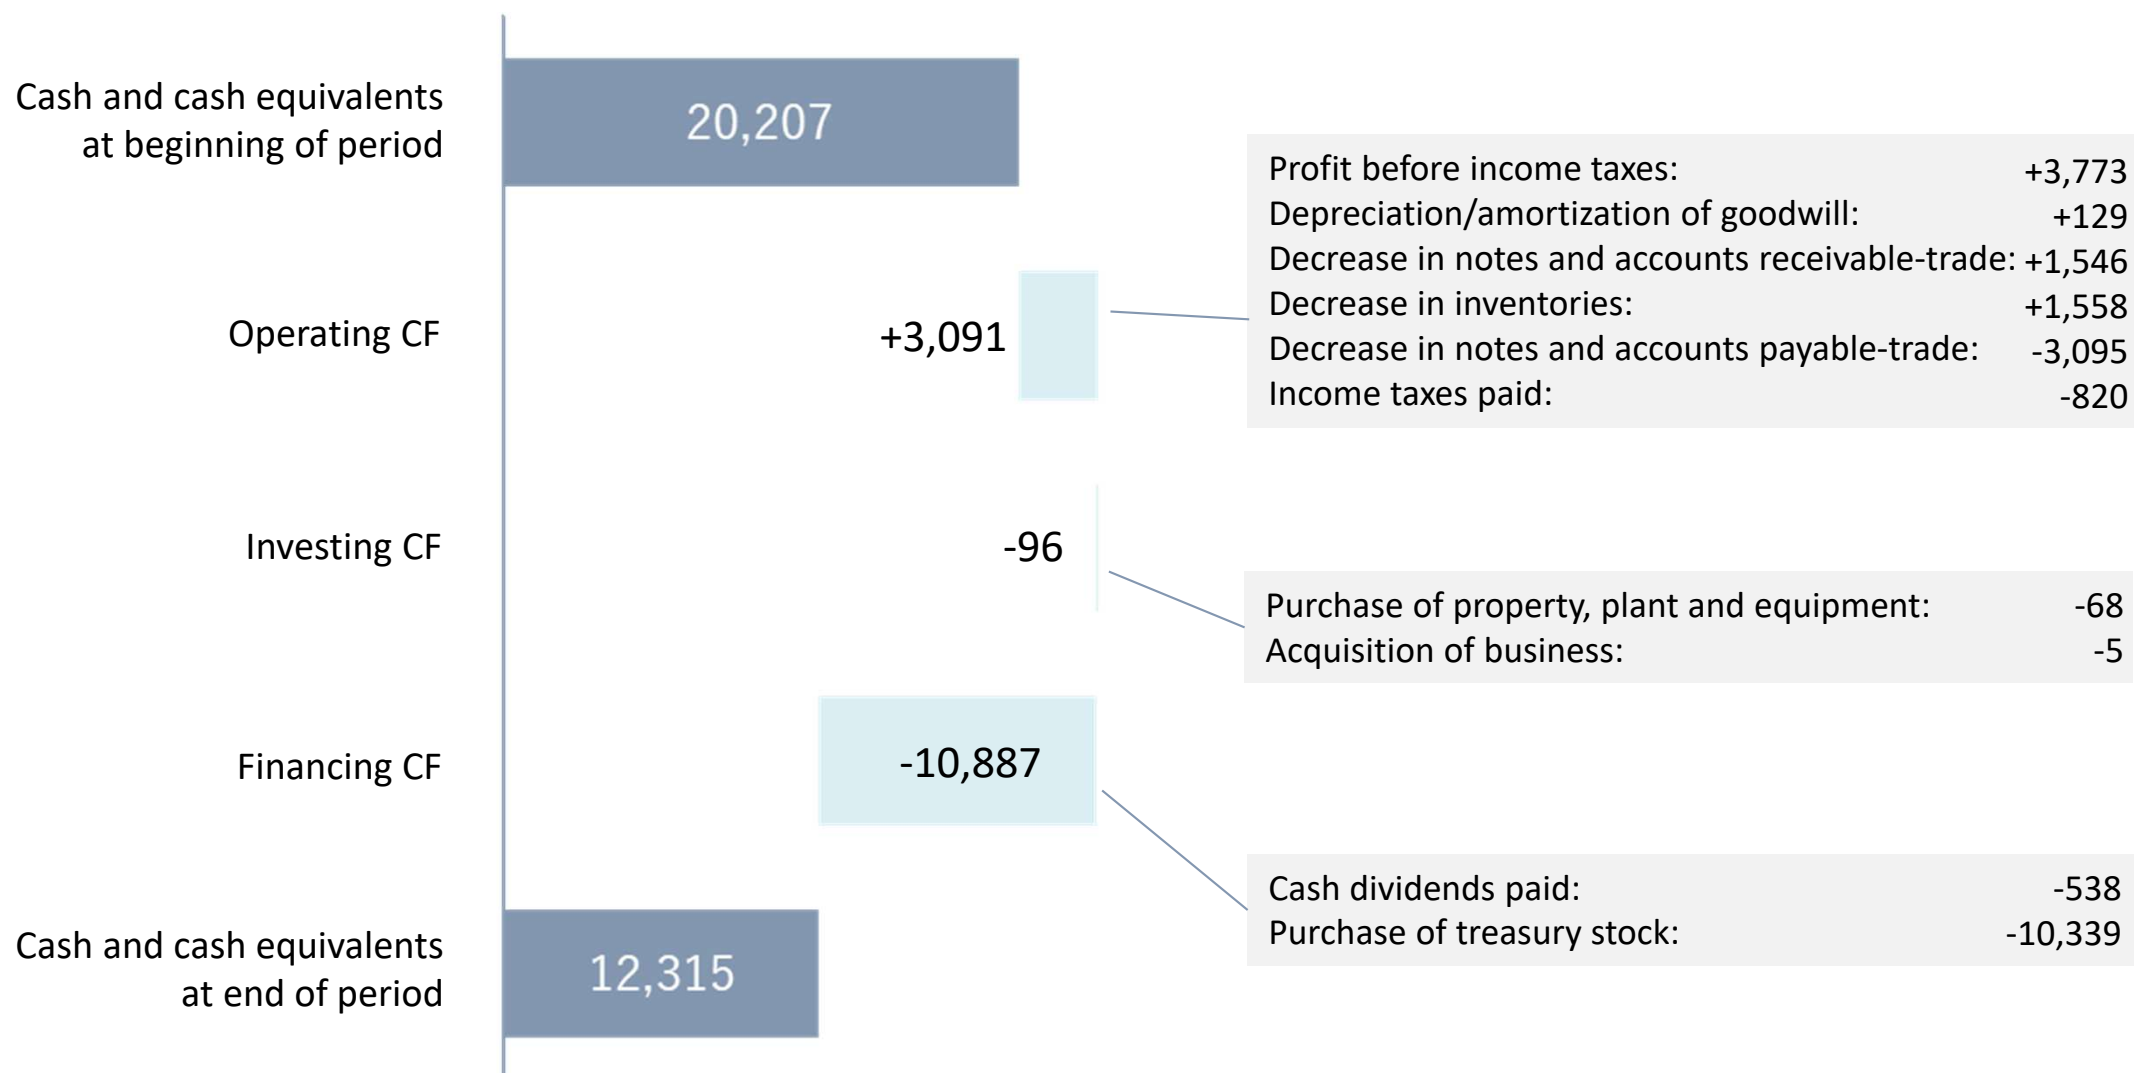 Cash and cash equivalents
at beginning of period
20,207
Profit before income taxes: +3,773
Depreciation/amortization of goodwill: +129
Decrease in notes and accounts receivable-trade: +1,546
Decrease in inventories: +1,558
Decrease in notes and accounts payable-trade: -3,095
Income taxes paid: -820
Operating CF
+3,091
Investing CF
-96
Purchase of property, plant and equipment: -68
Acquisition of business: -5
Financing CF
-10,887
Cash dividends paid: -538
Purchase of treasury stock: -10,339
Cash and cash equivalents
at end of period
12,315